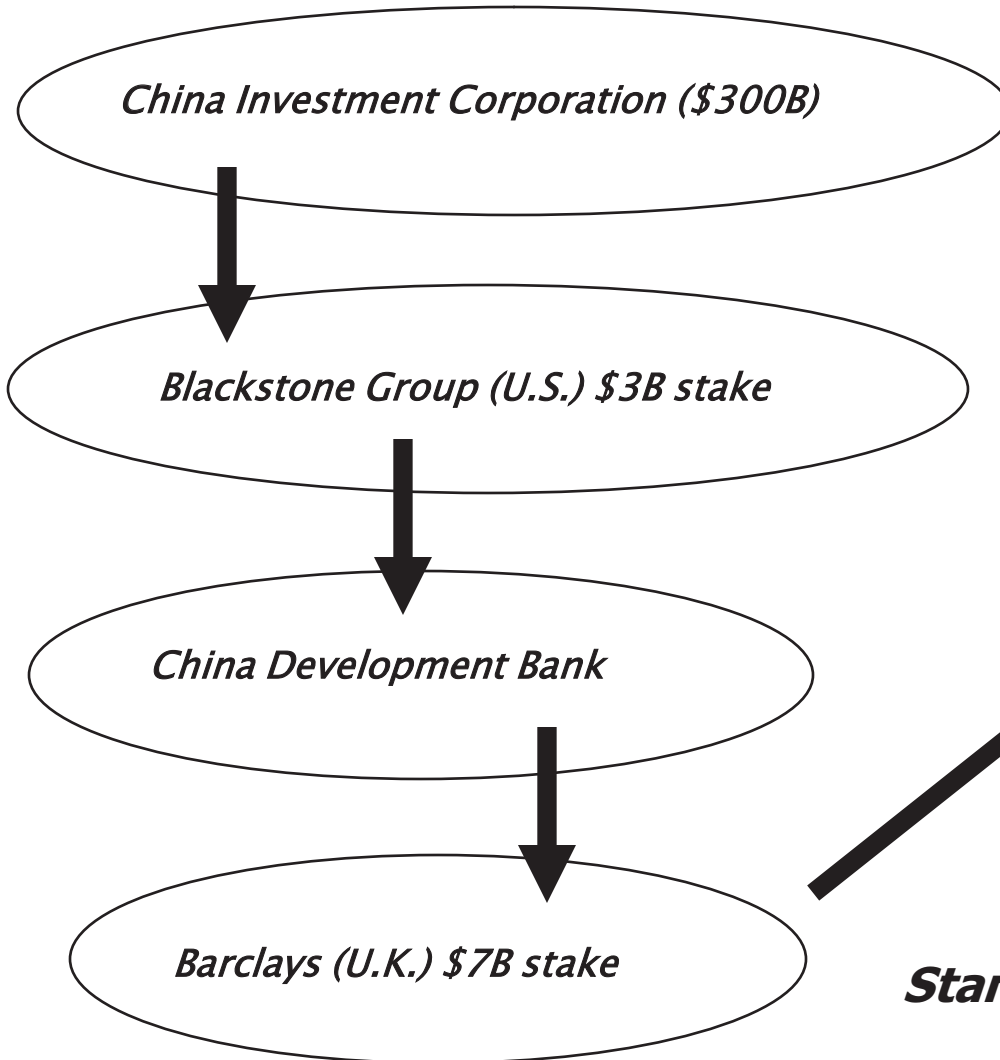 China Investment Corporation ($300B)
Blackstone Group (U.S.) $3B stake
China Development Bank
Barclays (U.K.) $7B stake